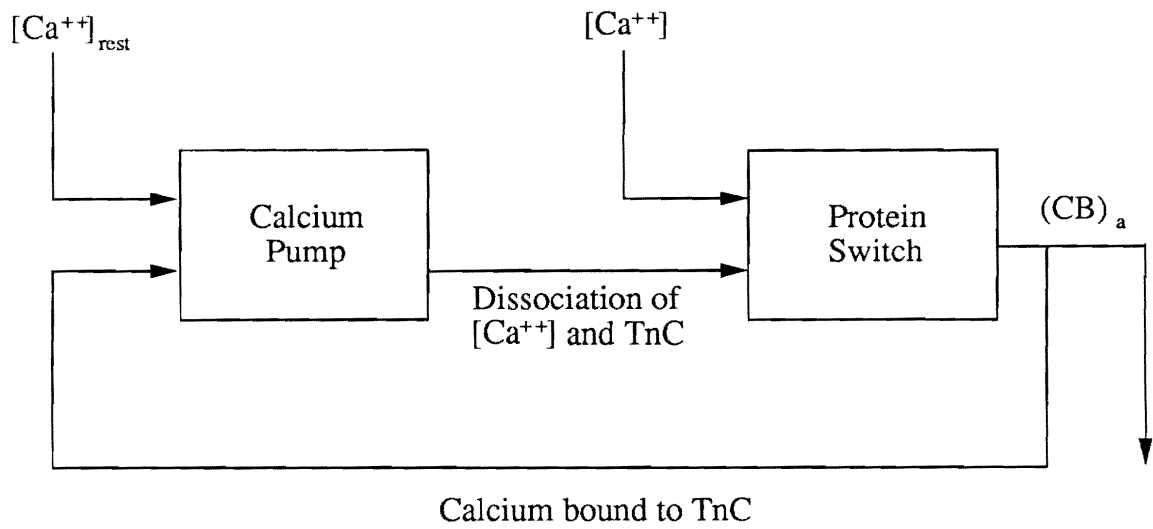 [Ca⁺⁺]rest
[Ca⁺⁺]
Calcium
Pump
Protein
Switch
(CB) a
Dissociation of
[Ca⁺⁺] and TnC
Calcium bound to TnC